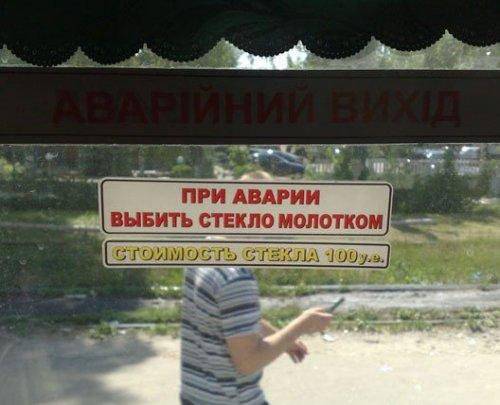 АВАРІЙНИЙ ВИХІД
ПРИ АВАРИИ
ВЫБИТЬ СТЕКЛО МОЛОТКОМ
СТОИМОСТЬ СТЕКЛА 100у.е.